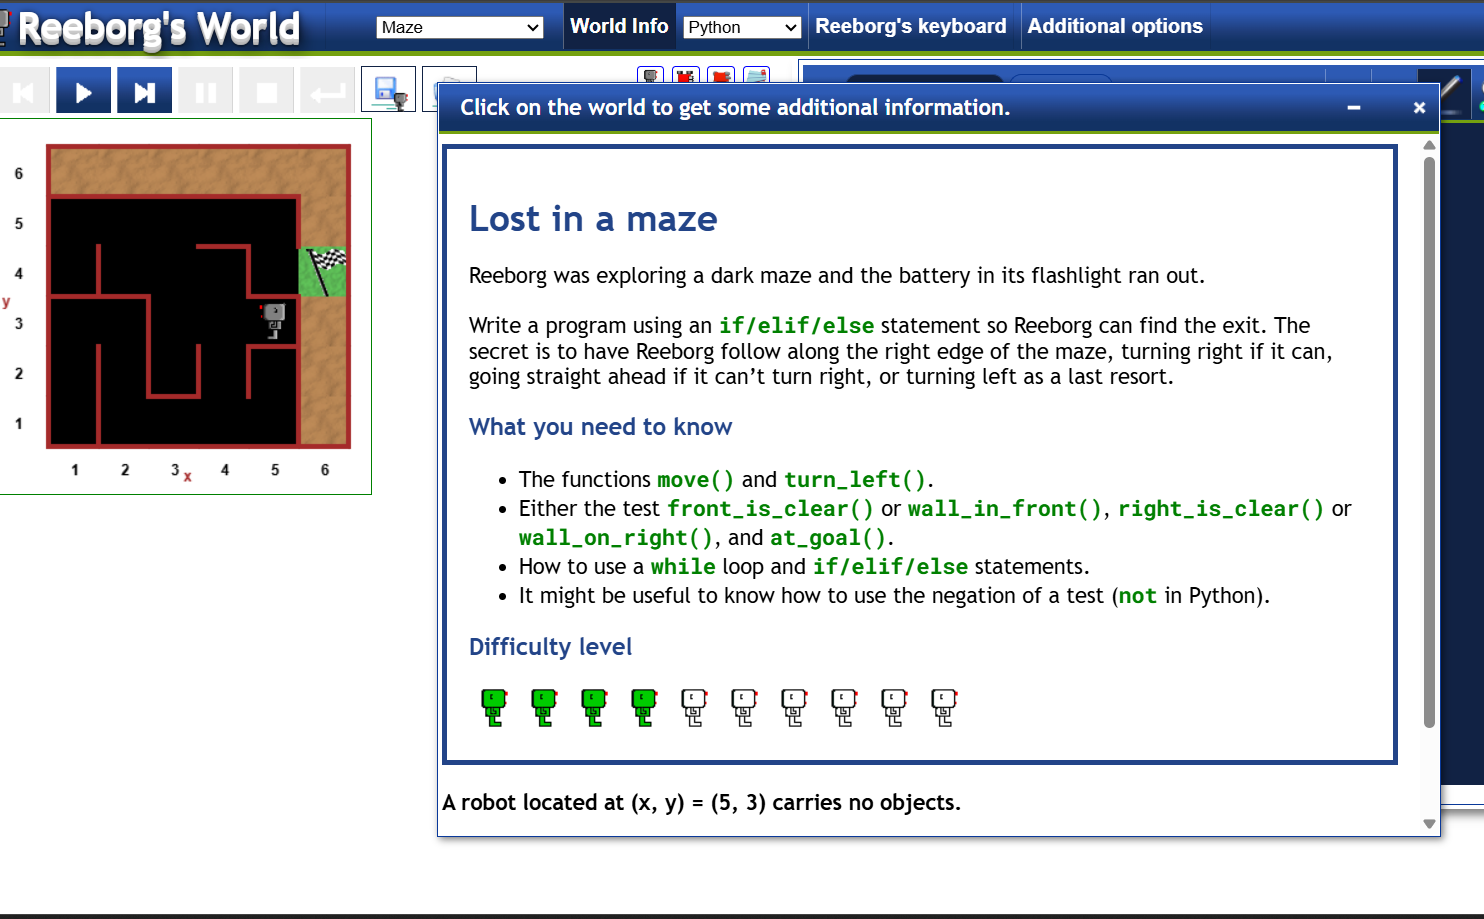 Reeborg's World
Maze
World Info
Python
Reeborg's keyboard
Additional options
Click on the world to get some additional information.
6
5
4
y
3
2
1
1 2 3 x 4 5 6
Lost in a maze
Reeborg was exploring a dark maze and the battery in its flashlight ran out.
Write a program using an if/elif/else statement so Reeborg can find the exit. The
secret is to have Reeborg follow along the right edge of the maze, turning right if it can,
going straight ahead if it can’t turn right, or turning left as a last resort.
What you need to know
• The functions move() and turn_left().
• Either the test front_is_clear() or wall_in_front(), right_is_clear() or
wall_on_right(), and at_goal().
• How to use a while loop and if/elif/else statements.
• It might be useful to know how to use the negation of a test (not in Python).
Difficulty level
A robot located at (x, y) = (5, 3) carries no objects.